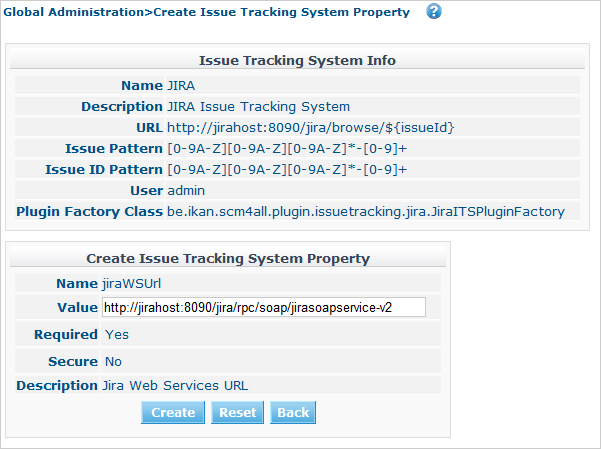 Global Administration>Create Issue Tracking System Property ?
Issue Tracking System Info
Name JIRA
Description JIRA Issue Tracking System
URL http://jirahost:8090/jira/browse/${issueId}
Issue Pattern [0-9A-Z][0-9A-Z][0-9A-Z]*-[0-9]+
Issue ID Pattern [0-9A-Z][0-9A-Z][0-9A-Z]*-[0-9]+
User admin
Plugin Factory Class be.ikan.scm4all.plugin.issuetracking.jira.JiraITSPluginFactory
Create Issue Tracking System Property
Name jiraWSUrl
Value http://jirahost:8090/jira/rpc/soap/jirasoapservice-v2
Required Yes
Secure No
Description Jira Web Services URL
Create Reset Back